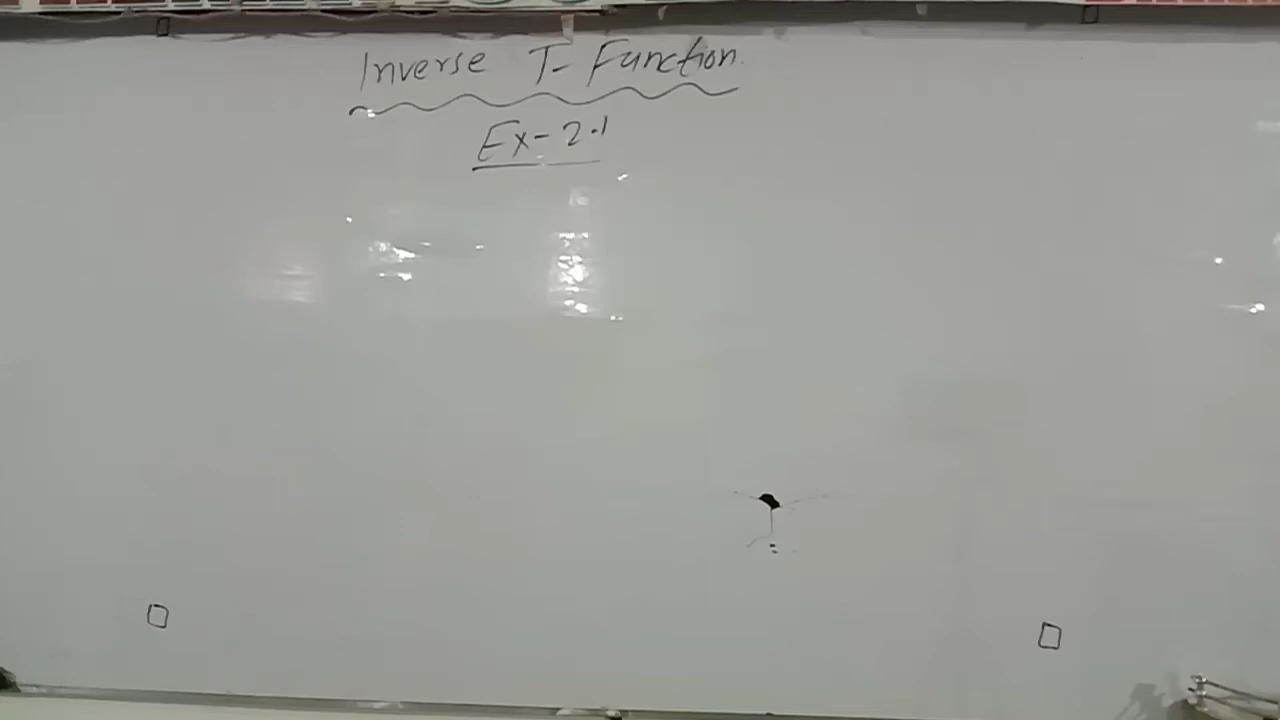 Inverse T- Function
Ex- 2.1